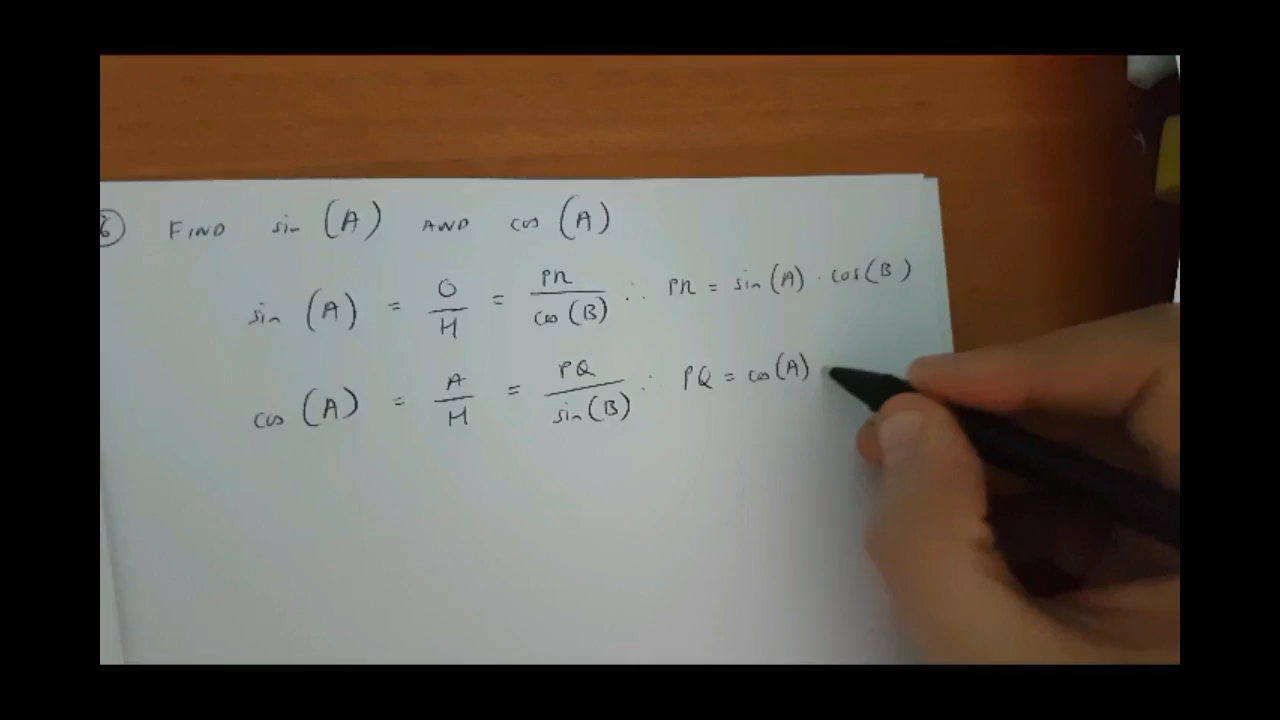 ⑥ FIND sin (A) AND cos (A)
sin (A) = O/H = PR/cos(B) ∴ PR = sin(A) · cos(B)
cos (A) = A/H = PQ/sin(B) ∴ PQ = cos(A)